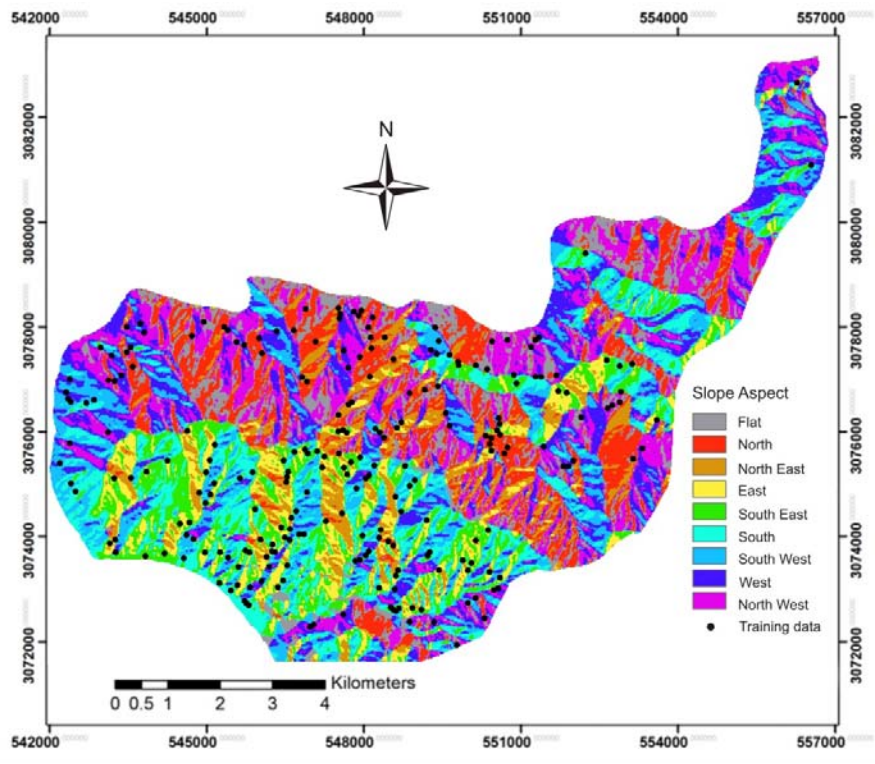 542000 545000 548000 551000 554000 557000
N
3082000 3082000
3080000 3080000
3078000 3078000
3076000 3076000
3074000 3074000
3072000 3072000
Slope Aspect
Flat
North
North East
East
South East
South
South West
West
North West
Training data
Kilometers
0 0.5 1 2 3 4
542000 545000 548000 551000 554000 557000